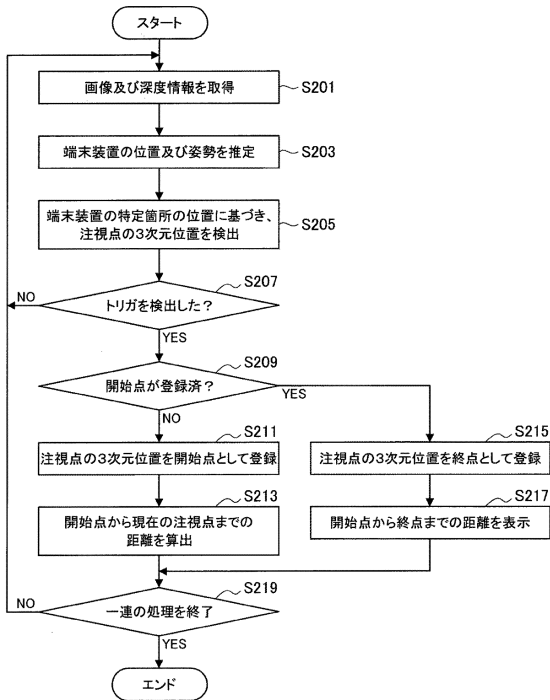 スタート
画像及び深度情報を取得
S201
端末装置の位置及び姿勢を推定
S203
端末装置の特定箇所の位置に基づき、
注視点の3次元位置を検出
S205
S207
トリガを検出した？
NO
YES
S209
開始点が登録済？
YES
NO
S211
注視点の3次元位置を開始点として登録
S215
注視点の3次元位置を終点として登録
S213
開始点から現在の注視点までの
距離を算出
S217
開始点から終点までの距離を表示
S219
一連の処理を終了
NO
YES
エンド